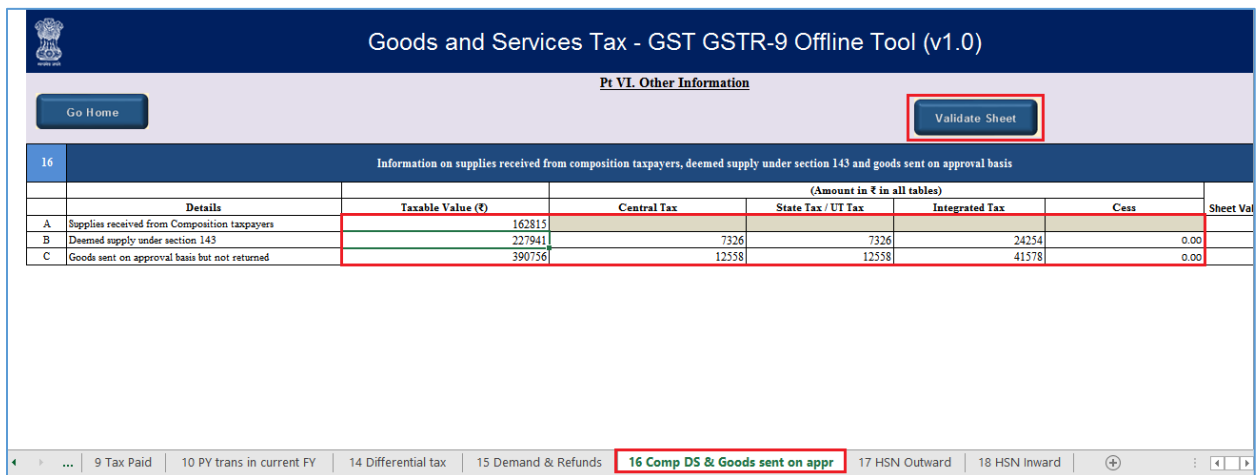 Goods and Services Tax - GST GSTR-9 Offline Tool (v1.0)
Pt VI. Other Information
Go Home
Validate Sheet
16 Information on supplies received from composition taxpayers, deemed supply under section 143 and goods sent on approval basis
(Amount in ₹ in all tables)
Details Taxable Value (₹) Central Tax State Tax / UT Tax Integrated Tax Cess Sheet Val
A Supplies received from Composition taxpayers 162815
B Deemed supply under section 143 227941 7326 7326 24254 0.00
C Goods sent on approval basis but not returned 390756 12558 12558 41578 0.00
... 9 Tax Paid 10 PY trans in current FY 14 Differential tax 15 Demand & Refunds 16 Comp DS & Goods sent on appr 17 HSN Outward 18 HSN Inward